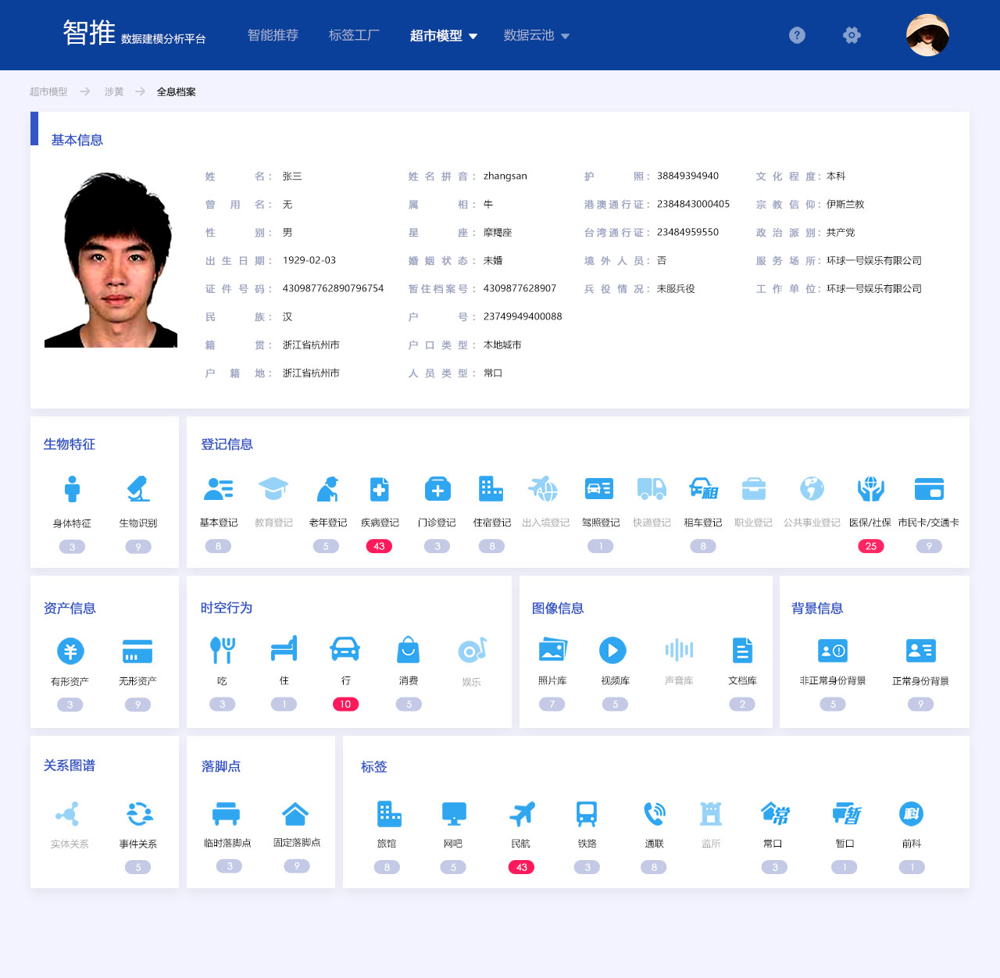 智推 数据建模分析平台 智能推荐 标签工厂 超市模型 数据云池 ?
超市模型 → 涉黄 → 全息档案
基本信息
姓名： 张三 姓名拼音： zhangsan 护照： 38849394940 文化程度： 本科
曾用名： 无 属相： 牛 港澳通行证： 2384843000405 宗教信仰： 伊斯兰教
性别： 男 星座： 摩羯座 台湾通行证： 23484959550 政治派别： 共产党
出生日期： 1929-02-03 婚姻状态： 未婚 境外人员： 否 服务场所： 环球一号娱乐有限公司
证件号码： 430987762890796754 暂住档案号： 4309877628907 兵役情况： 未服兵役 工作单位： 环球一号娱乐有限公司
民族： 汉 户号： 23749949400088
籍贯： 浙江省杭州市 户口类型： 本地城市
户籍地： 浙江省杭州市 人员类型： 常口
生物特征 登记信息
租
身体特征 生物识别 基本登记 教育登记 老年登记 疾病登记 门诊登记 住宿登记 出入境登记 驾照登记 快递登记 租车登记 职业登记 公共事业登记 医保/社保 市民卡/交通卡
3 9 8 5 43 3 8 1 8 25 9
资产信息 时空行为 图像信息 背景信息
¥
有形资产 无形资产 吃 住 行 消费 娱乐 照片库 视频库 声音库 文档库 非正常身份背景 正常身份背景
3 9 3 1 10 5 7 5 2 5 9
关系图谱 落脚点 标签
常 暂 科
实体关系 事件关系 临时落脚点 固定落脚点 旅馆 网吧 民航 铁路 通联 监所 常口 暂口 前科
5 3 9 8 5 43 3 8 3 1 1